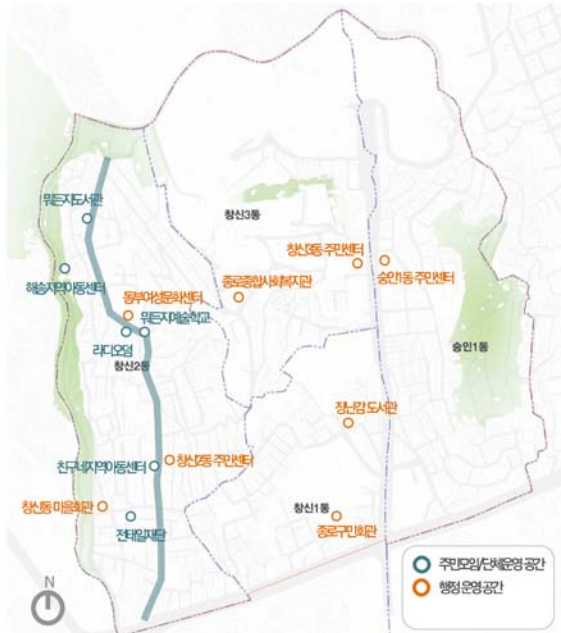 뭐든지도서관
창신3동
창신3동 주민센터
숭인1동 주민센터
해송지역아동센터
동부여성문화센터
종로종합사회복지관
뭐든지예술학교
라디오덤
창신2동
숭인1동
장난감 도서관
친구네지역아동센터
창신2동 주민센터
창신동 마을회관
전태일재단
창신1동
종로구민회관
주민모임/단체운영 공간
행정 운영 공간
N